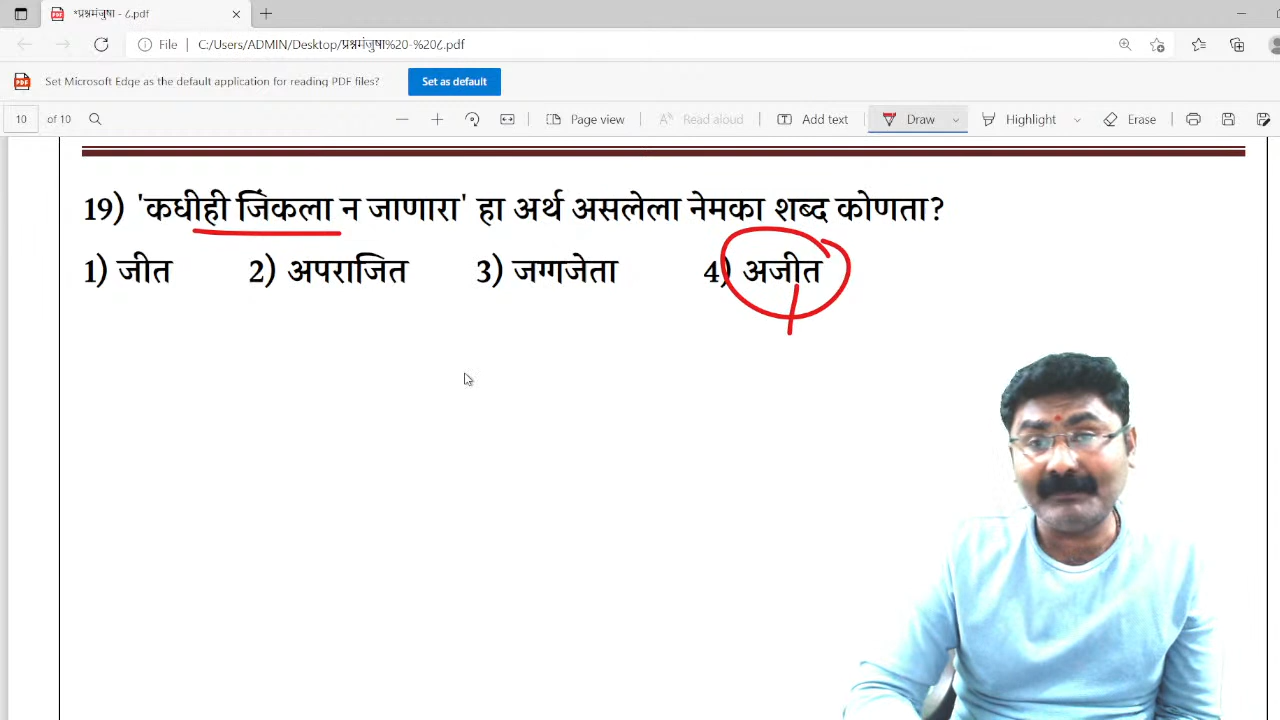 *प्रश्नमंजुषा - ८.pdf
File C:/Users/ADMIN/Desktop/प्रश्नमंजुषा%20-%20८.pdf
Set Microsoft Edge as the default application for reading PDF files? Set as default
10 of 10 Page view Read aloud Add text Draw Highlight Erase
19) 'कधीही जिंकला न जाणारा' हा अर्थ असलेला नेमका शब्द कोणता?
1) जीत 2) अपराजित 3) जग्गजेता 4) अजीत